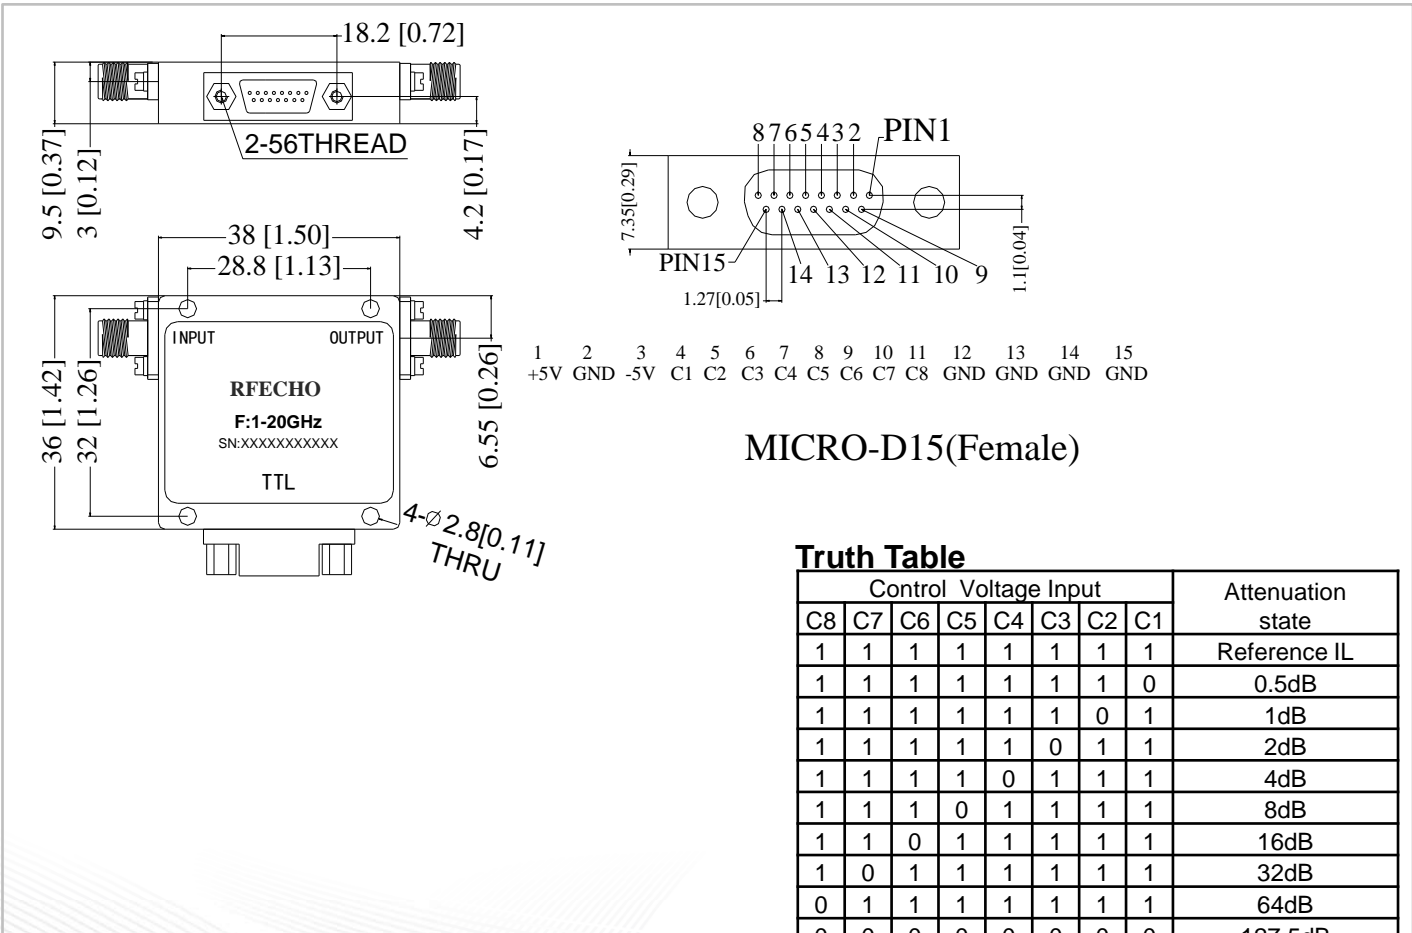 18.2 [0.72]
2-56THREAD
9.5 [0.37]
3 [0.12]
4.2 [0.17]
38 [1.50]
28.8 [1.13]
INPUT OUTPUT
RFECHO
F:1-20GHz
SN:XXXXXXXXXXX
TTL
36 [1.42]
32 [1.26]
6.55 [0.26]
4-∅2.8[0.11]
THRU
8 7 6 5 4 3 2 PIN1
7.35[0.29]
PIN15 14 13 12 11 10 9
1.27[0.05]
1.1[0.04]
1 2 3 4 5 6 7 8 9 10 11 12 13 14 15
+5V GND -5V C1 C2 C3 C4 C5 C6 C7 C8 GND GND GND GND
MICRO-D15(Female)
Truth Table
Control Voltage Input Attenuation state
C8 C7 C6 C5 C4 C3 C2 C1
1 1 1 1 1 1 1 1 Reference IL
1 1 1 1 1 1 1 0 0.5dB
1 1 1 1 1 1 0 1 1dB
1 1 1 1 1 0 1 1 2dB
1 1 1 1 0 1 1 1 4dB
1 1 1 0 1 1 1 1 8dB
1 1 0 1 1 1 1 1 16dB
1 0 1 1 1 1 1 1 32dB
0 1 1 1 1 1 1 1 64dB
0 0 0 0 0 0 0 0 127.5dB